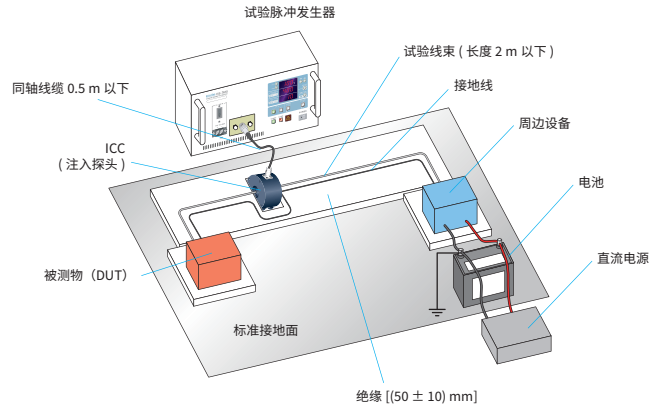 试验脉冲发生器
试验线束 ( 长度 2 m 以下 )
同轴线缆 0.5 m 以下
接地线
周边设备
ICC
( 注入探头 )
电池
直流电源
被测物（DUT）
标准接地面
绝缘 [(50 ± 10) mm]